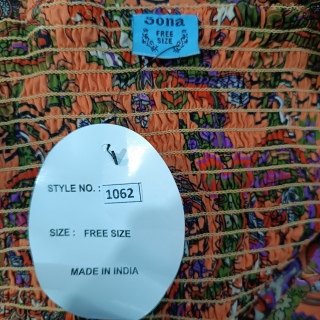 Sona
FREE
SIZE
STYLE NO. : 1062
SIZE : FREE SIZE
MADE IN INDIA